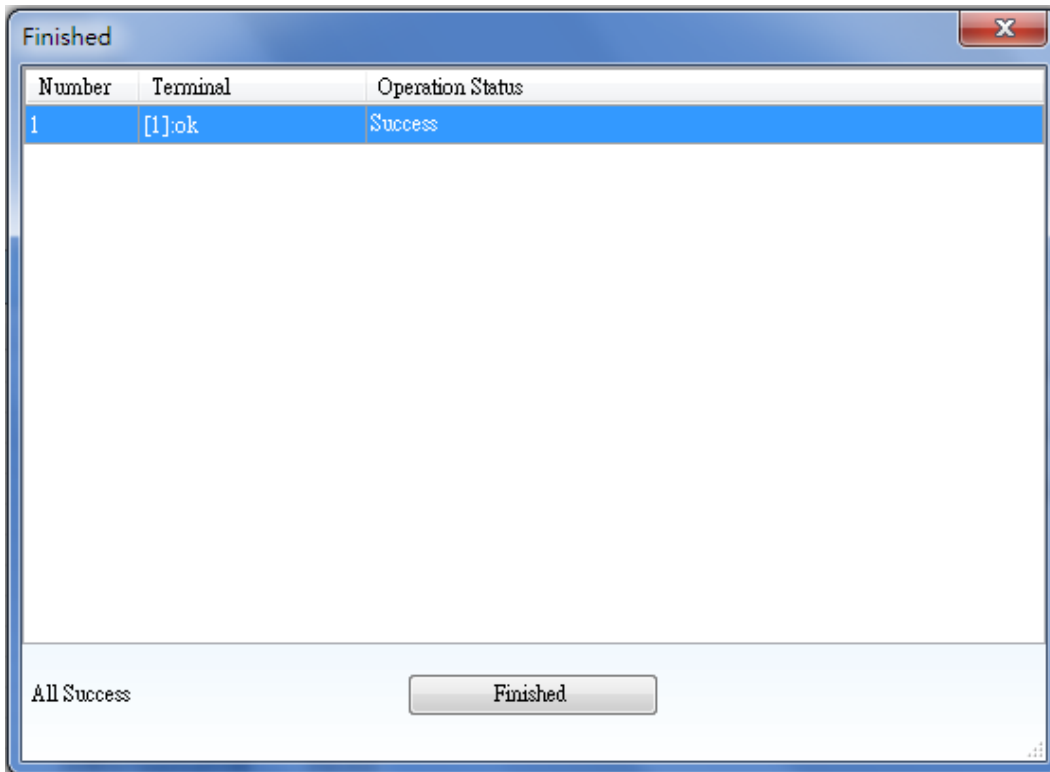 Finished
Number Terminal Operation Status
1 [1]:ok Success
All Success Finished